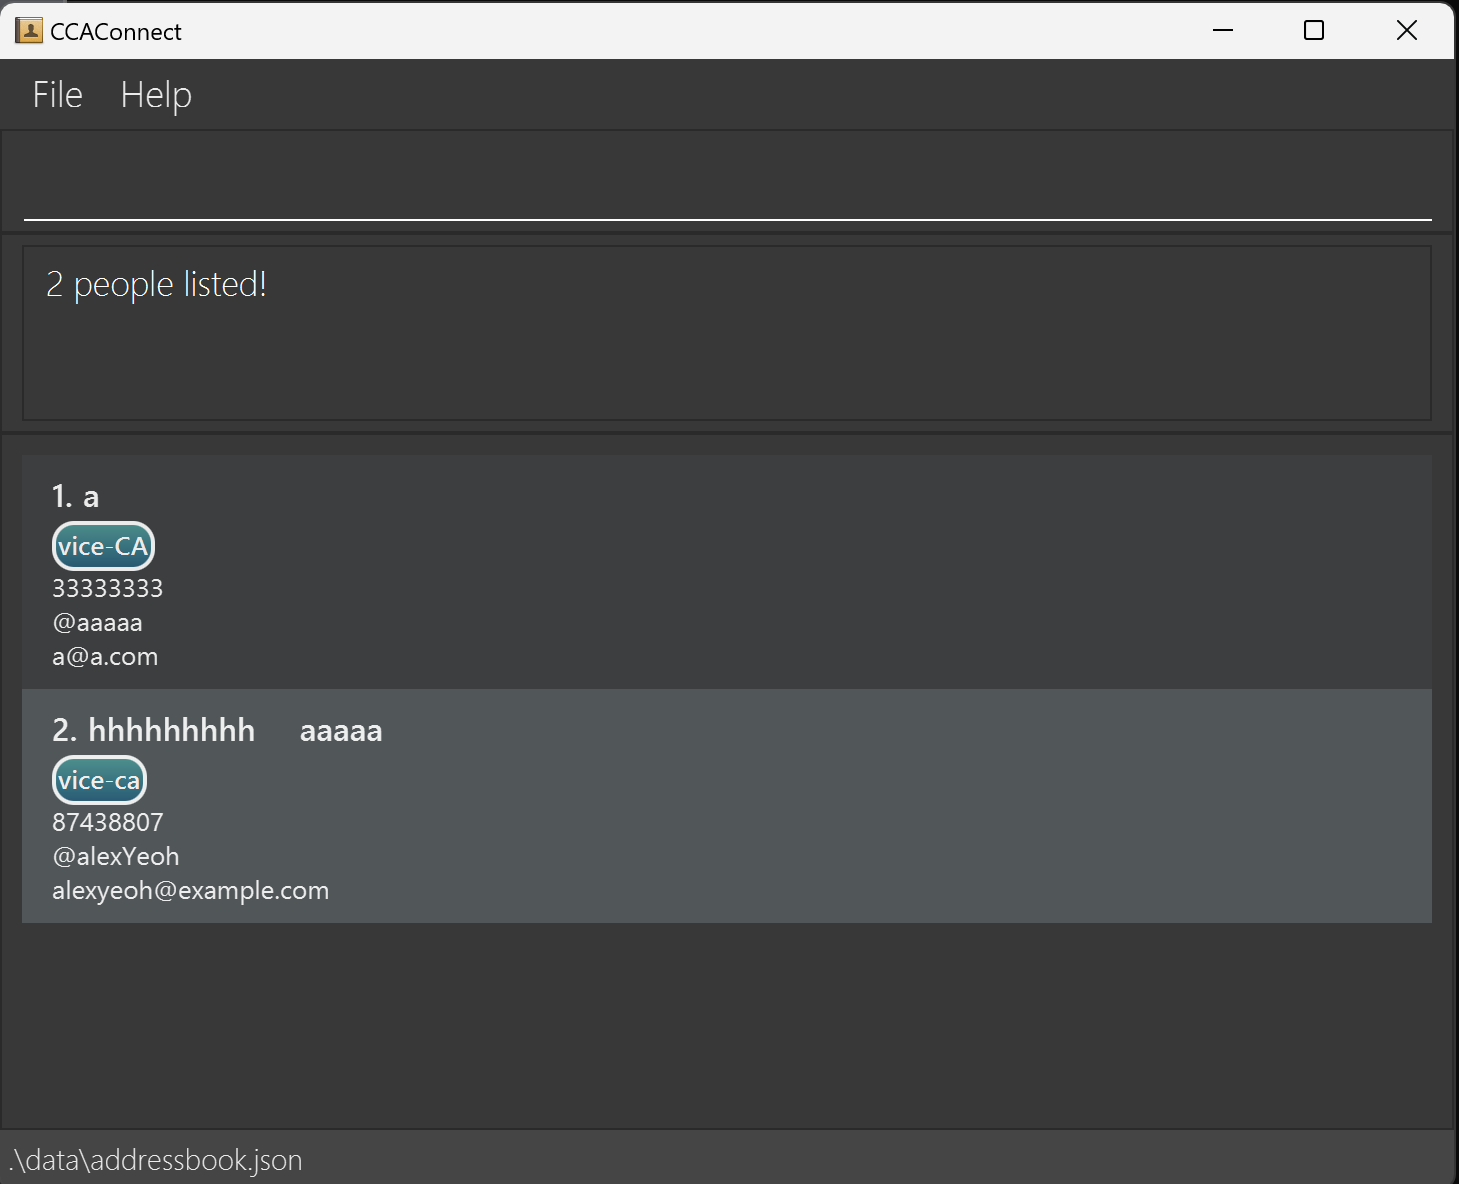 CCAConnect
File Help
2 people listed!
1. a
vice-CA
33333333
@aaaaa
a@a.com
2. hhhhhhhhh aaaaa
vice-ca
87438807
@alexYeoh
alexyeoh@example.com
.\data\addressbook.json